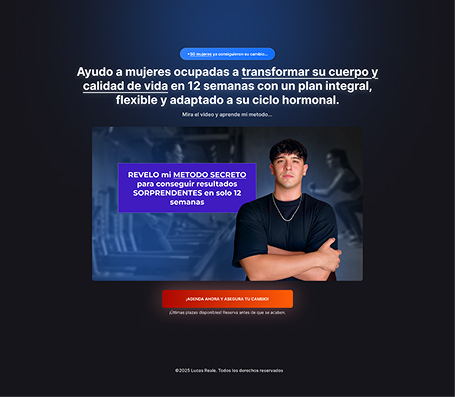 +50 mujeres ya consiguieron su cambio...
Ayudo a mujeres ocupadas a transformar su cuerpo y
calidad de vida en 12 semanas con un plan integral,
flexible y adaptado a su ciclo hormonal.
Mira el video y aprende mi metodo...
REVELO mi METODO SECRETO
para conseguir resultados
SORPRENDENTES en solo 12
semanas
¡AGENDA AHORA Y ASEGURA TU CAMBIO!
¡Últimas plazas disponibles! Reserva antes de que se acaben.
©2025 Lucas Reale. Todos los derechos reservados